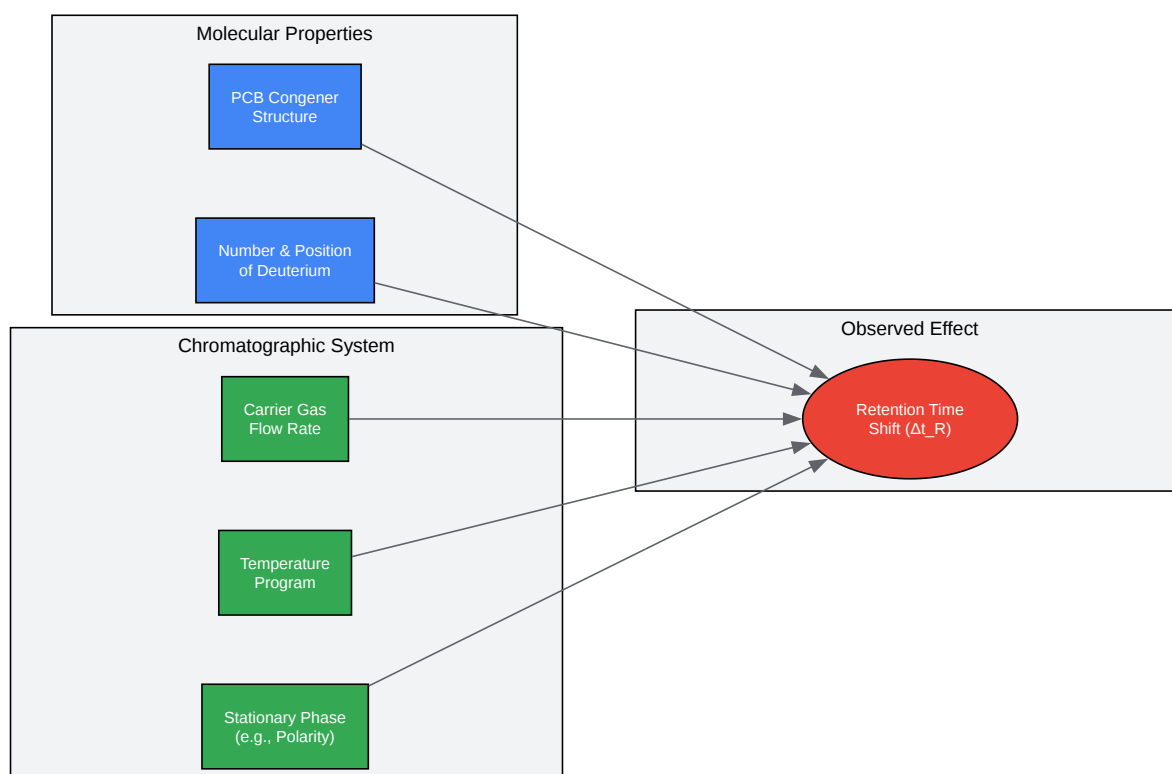 Molecular Properties
PCB Congener
Structure
Number & Position
of Deuterium
Chromatographic System
Carrier Gas
Flow Rate
Temperature
Program
Stationary Phase
(e.g., Polarity)
Observed Effect
Retention Time
Shift (Δt_R)